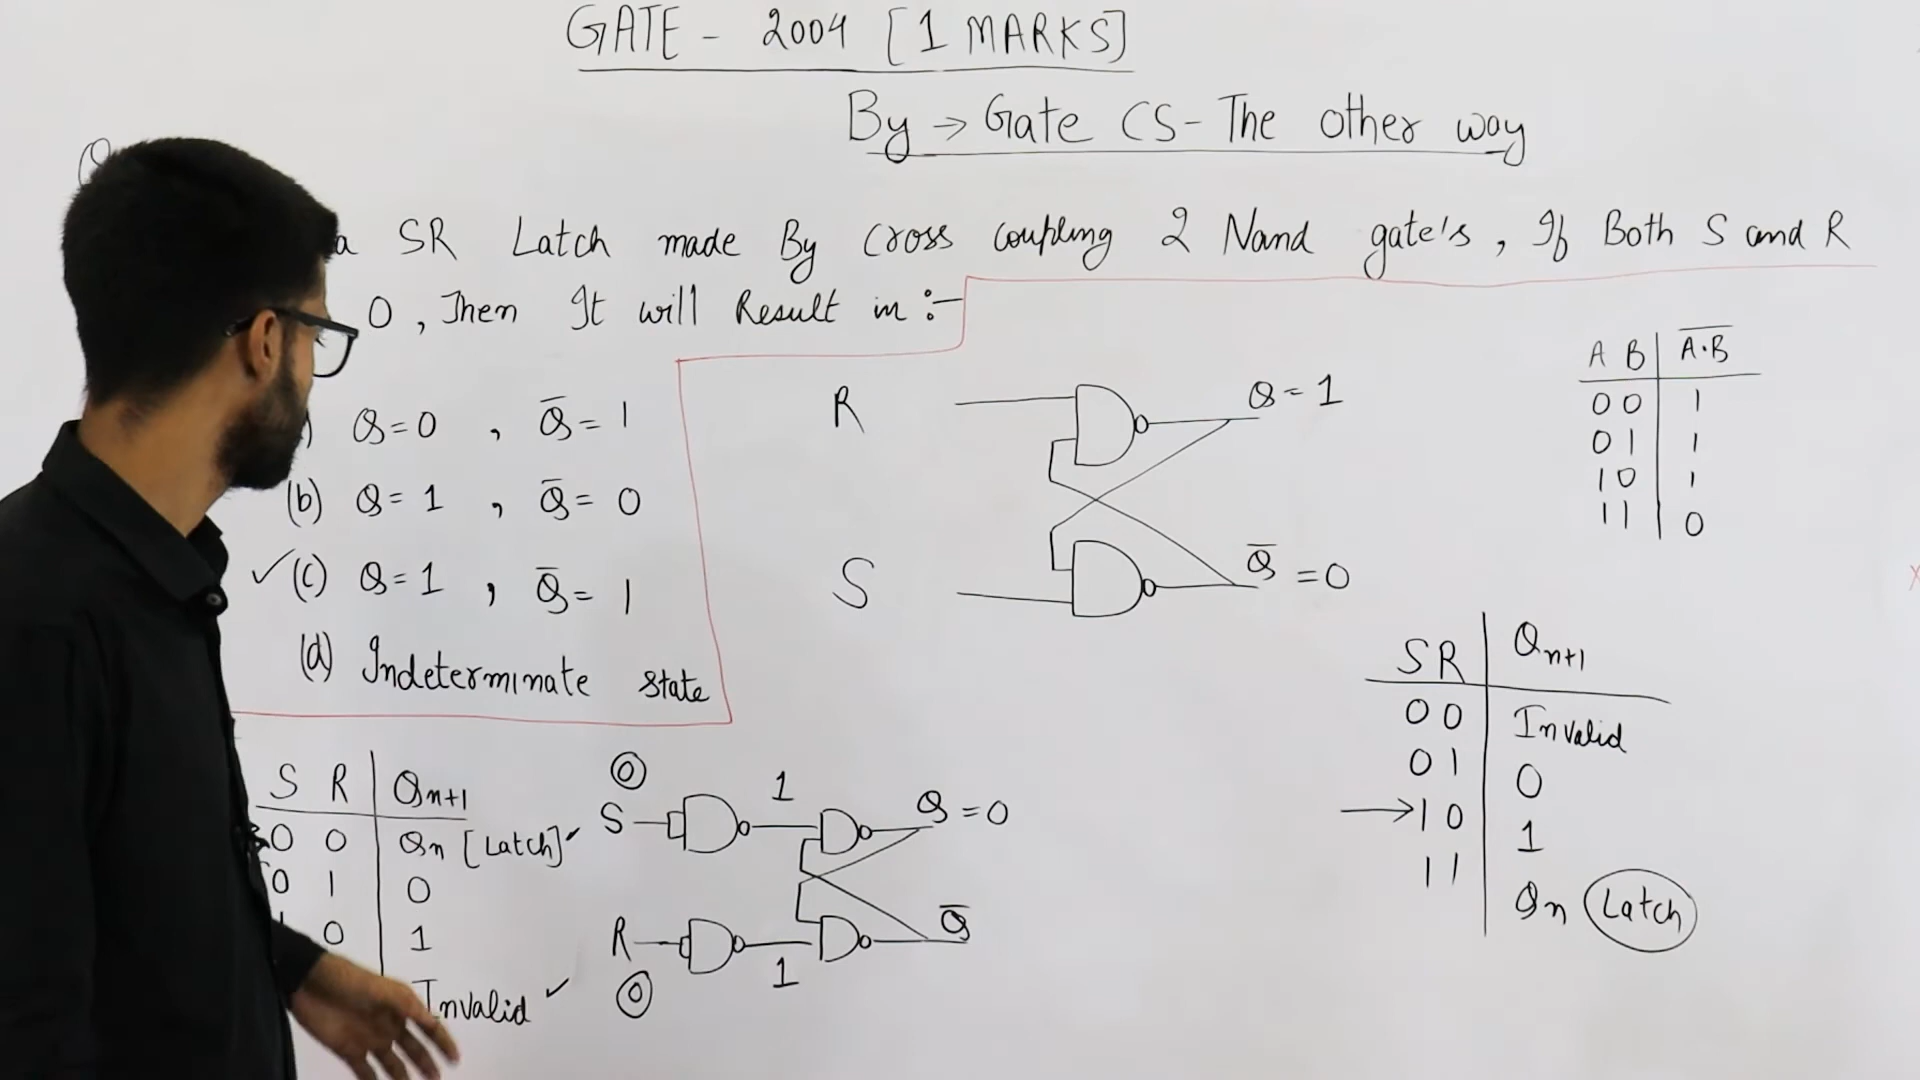 GATE - 2004 [1 MARKS]
By → Gate CS - The other way
a SR Latch made By Cross coupling 2 Nand gate's, If Both S and R
0, Then It will Result in :-
Q=0 , Q̅=1
(b) Q=1 , Q̅=0
✓(c) Q=1 , Q̅=1
(d) Indeterminate state
R
Q=1
S
Q̅=0
A B | A̅·̅B̅
0 0 | 1
0 1 | 1
1 0 | 1
1 1 | 0
S R | Qn+1
0 0 | Invalid
0 1 | 0
→ 1 0 | 1
1 1 | Qn (Latch)
S R | Qn+1
0 0 | Qn [Latch] ✓
0 1 | 0
0 | 1
Invalid ✓
0
S 1 Q=0
R 1 Q̅
0